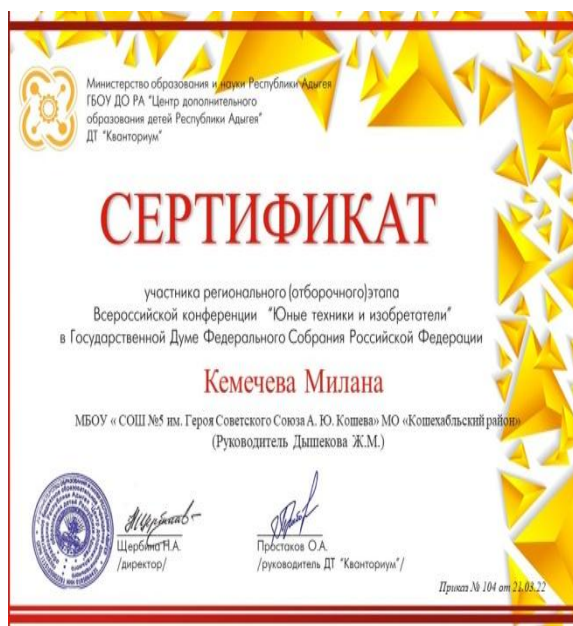 Министерство образования и науки Республики Адыгея
ГБОУ ДО РА "Центр дополнительного
образования детей Республики Адыгея"
ДТ "Кванториум"
СЕРТИФИКАТ
участника регионального(отборочного)этапа
Всероссийской конференции "Юные техники и изобретатели"
в Государственной Думе Федерального Собрания Российской Федерации
Кемечева Милана
МБОУ « СОШ №5 им. Героя Советского Союза А. Ю. Кошева» МО «Кошехабльский район»
(Руководитель Дышекова Ж.М.)
Щербина Н.А.
/директор/
Простаков О.А.
/руководитель ДТ "Кванториум"/
Приказ № 104 от 21.03.22